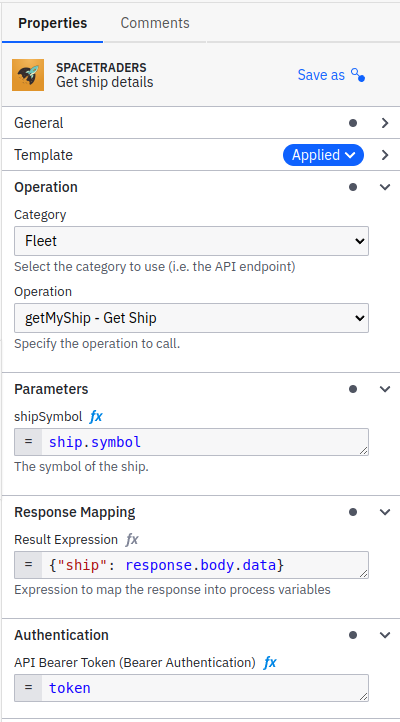 Properties
Comments
SPACETRADERS
Get ship details
Save as
General
Template
Applied
Operation
Category
Fleet
Select the category to use (i.e. the API endpoint)
Operation
getMyShip - Get Ship
Specify the operation to call.
Parameters
shipSymbol fx
= ship.symbol
The symbol of the ship.
Response Mapping
Result Expression fx
= {"ship": response.body.data}
Expression to map the response into process variables
Authentication
API Bearer Token (Bearer Authentication) fx
= token